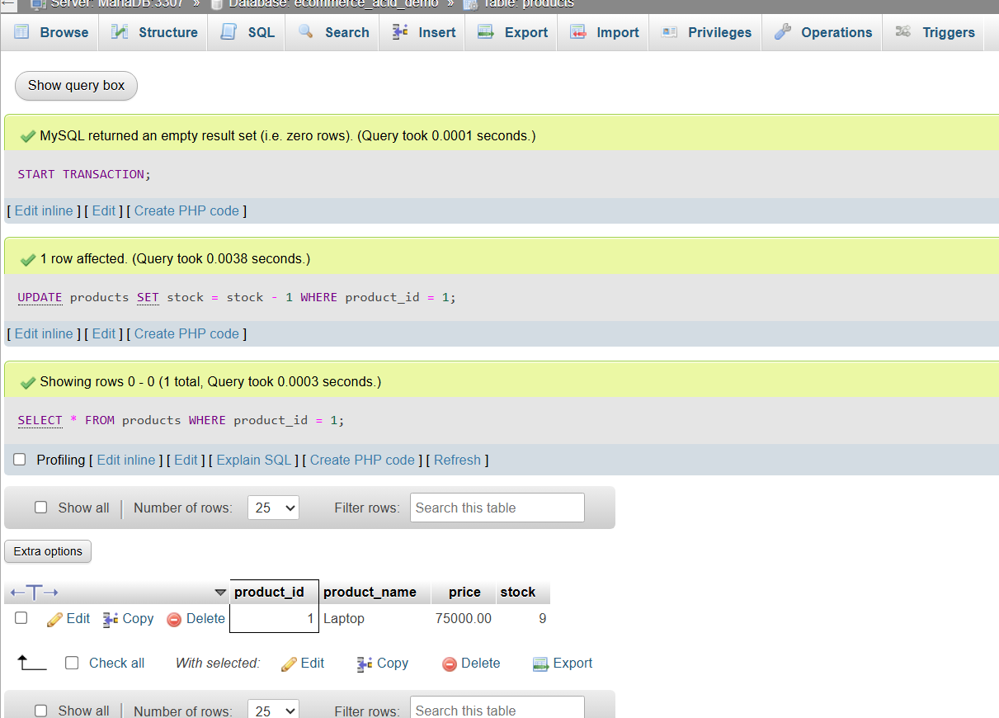 Server: MariaDB:3307 » Database: ecommerce_acid_demo » Table: products
Browse Structure SQL Search Insert Export Import Privileges Operations Triggers
Show query box
MySQL returned an empty result set (i.e. zero rows). (Query took 0.0001 seconds.)
START TRANSACTION;
[ Edit inline ] [ Edit ] [ Create PHP code ]
1 row affected. (Query took 0.0038 seconds.)
UPDATE products SET stock = stock - 1 WHERE product_id = 1;
[ Edit inline ] [ Edit ] [ Create PHP code ]
Showing rows 0 - 0 (1 total, Query took 0.0003 seconds.)
SELECT * FROM products WHERE product_id = 1;
Profiling [ Edit inline ] [ Edit ] [ Explain SQL ] [ Create PHP code ] [ Refresh ]
Show all | Number of rows: 25 Filter rows: Search this table
Extra options
product_id product_name price stock
Edit Copy Delete 1 Laptop 75000.00 9
Check all With selected: Edit Copy Delete Export
Show all | Number of rows: 25 Filter rows: Search this table